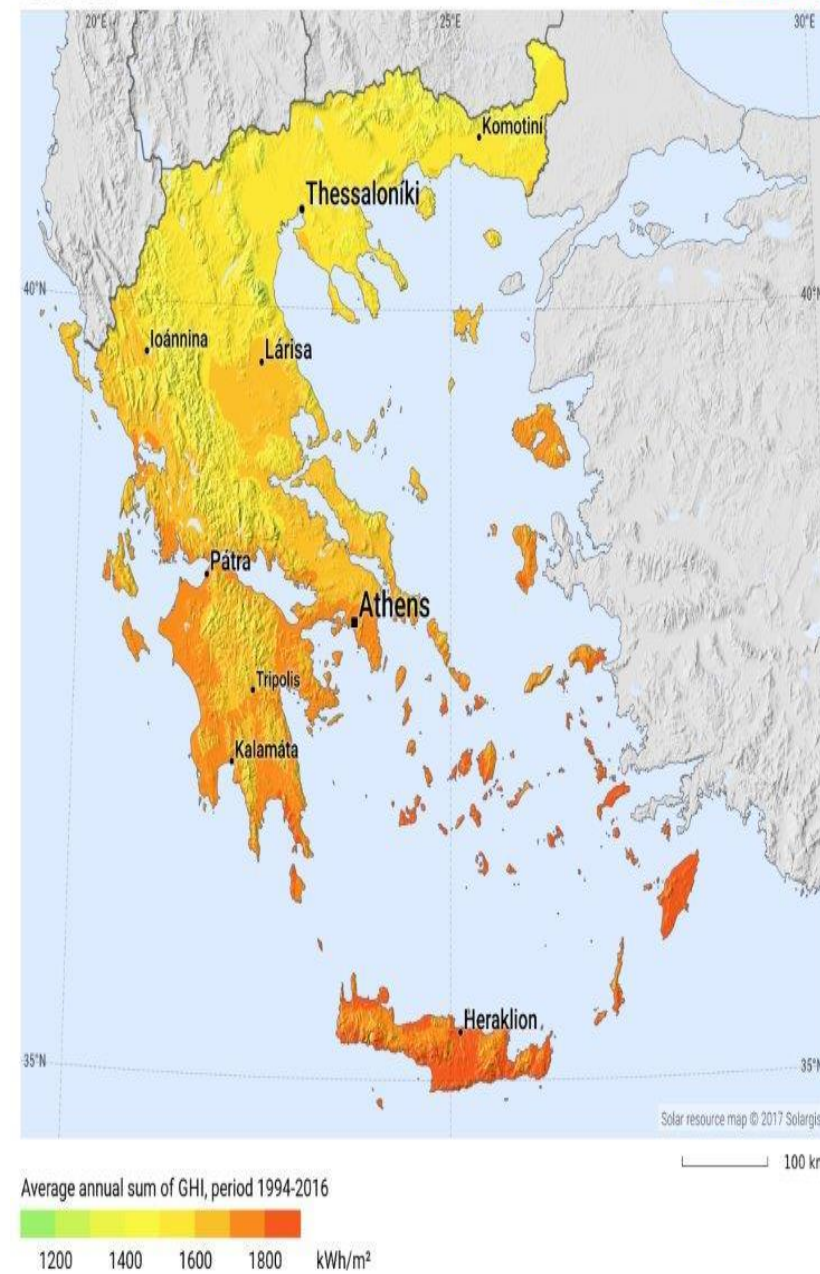 20°E 25°E 30°E
Komotiní
Thessaloníki
40°N 40°N
Ioánnina
Lárisa
Pátra
Athens
Tripolis
Kalamáta
Heraklion
35°N 35°N
Solar resource map © 2017 Solargis
100 km
Average annual sum of GHI, period 1994-2016
1200 1400 1600 1800 kWh/m²